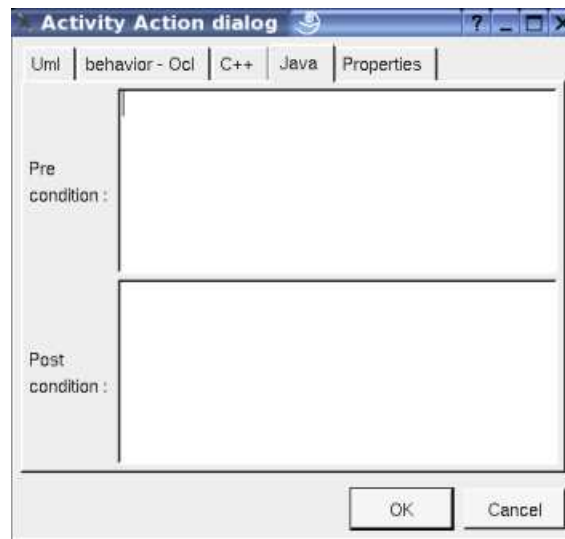 Activity Action dialog
Uml behavior - Ocl C++ Java Properties
Pre
condition :
Post
condition :
OK Cancel